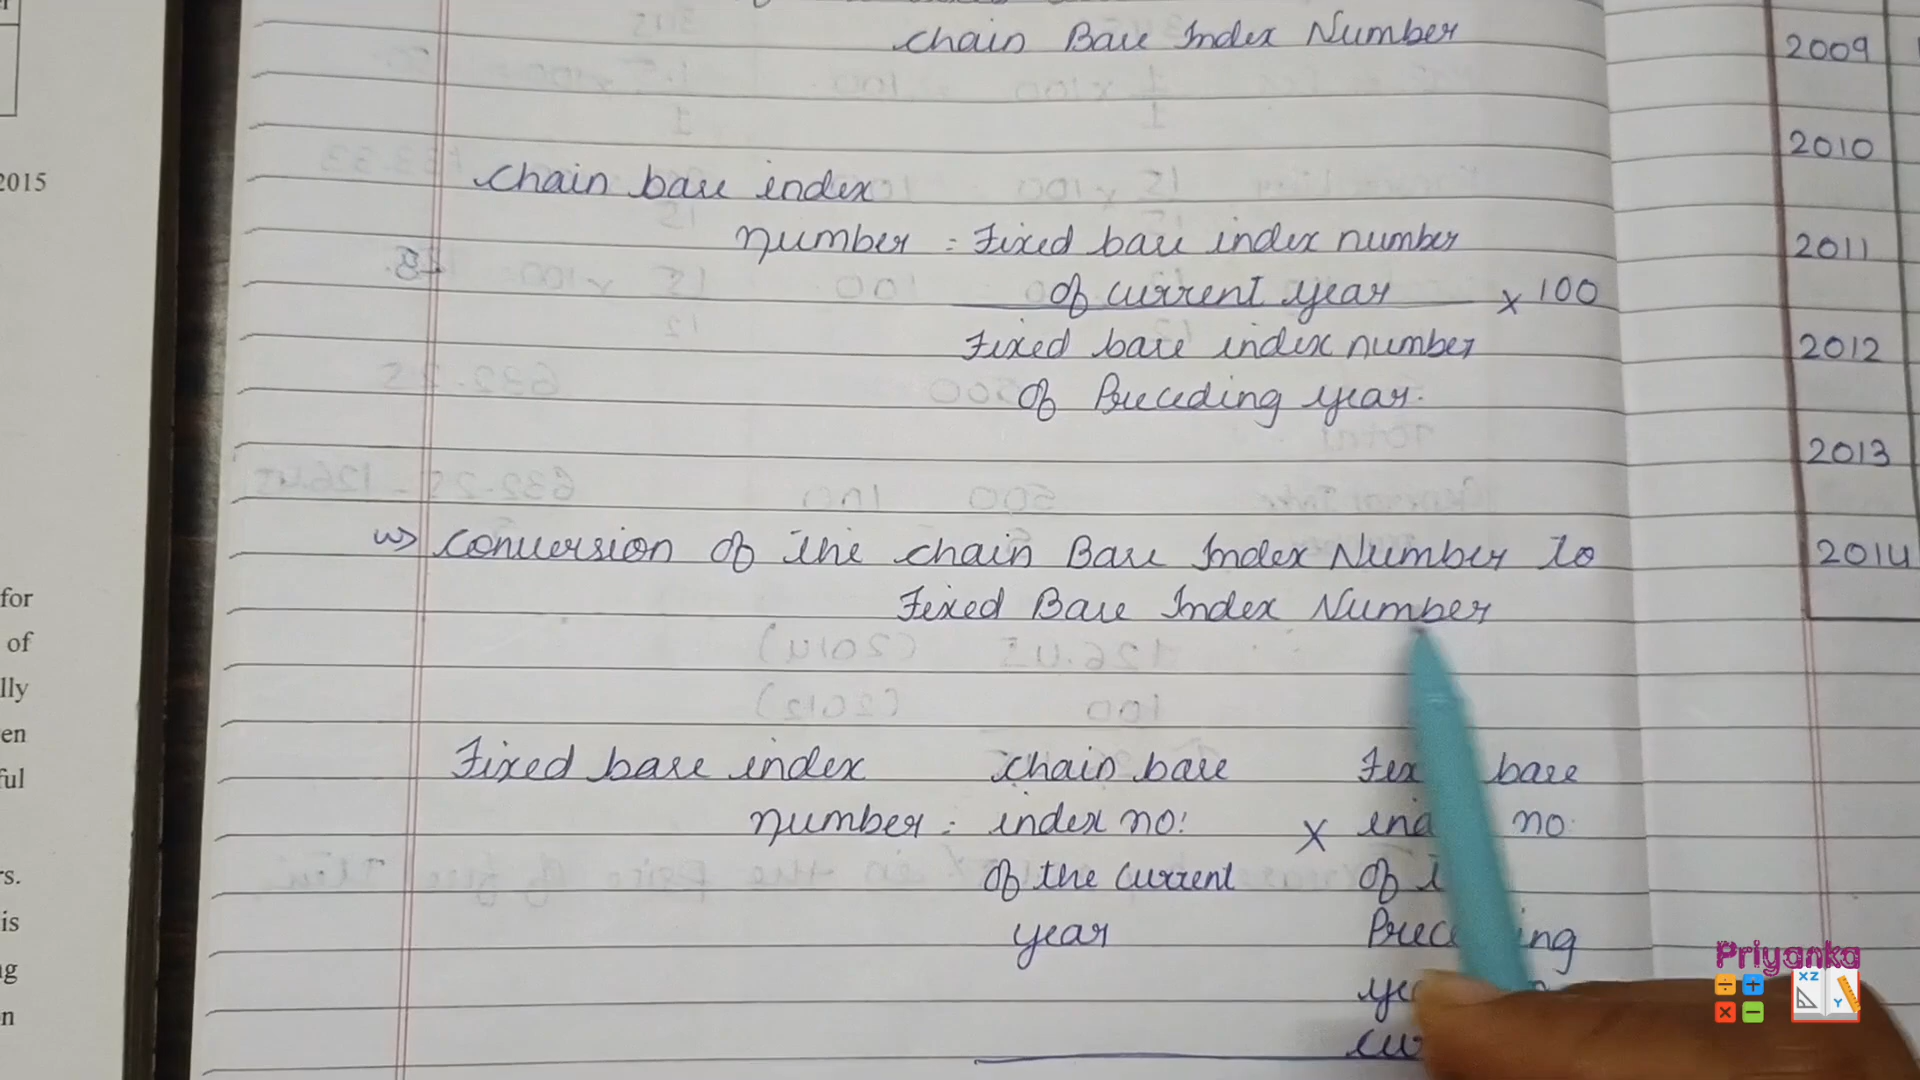 chain Base Index Number
chain base index
number = Fixed base index number
of current year × 100
Fixed base index number
of Preceding year.
w> conversion of the chain Base Index Number to
Fixed Base Index Number
Fixed base index chain base base
number = index no: × no.
of the current of
year
2009
2010
2011
2012
2013
2014
2015
for
of
lly
en
ful
rs.
is
ng
n
Priyanka
XZ
Y